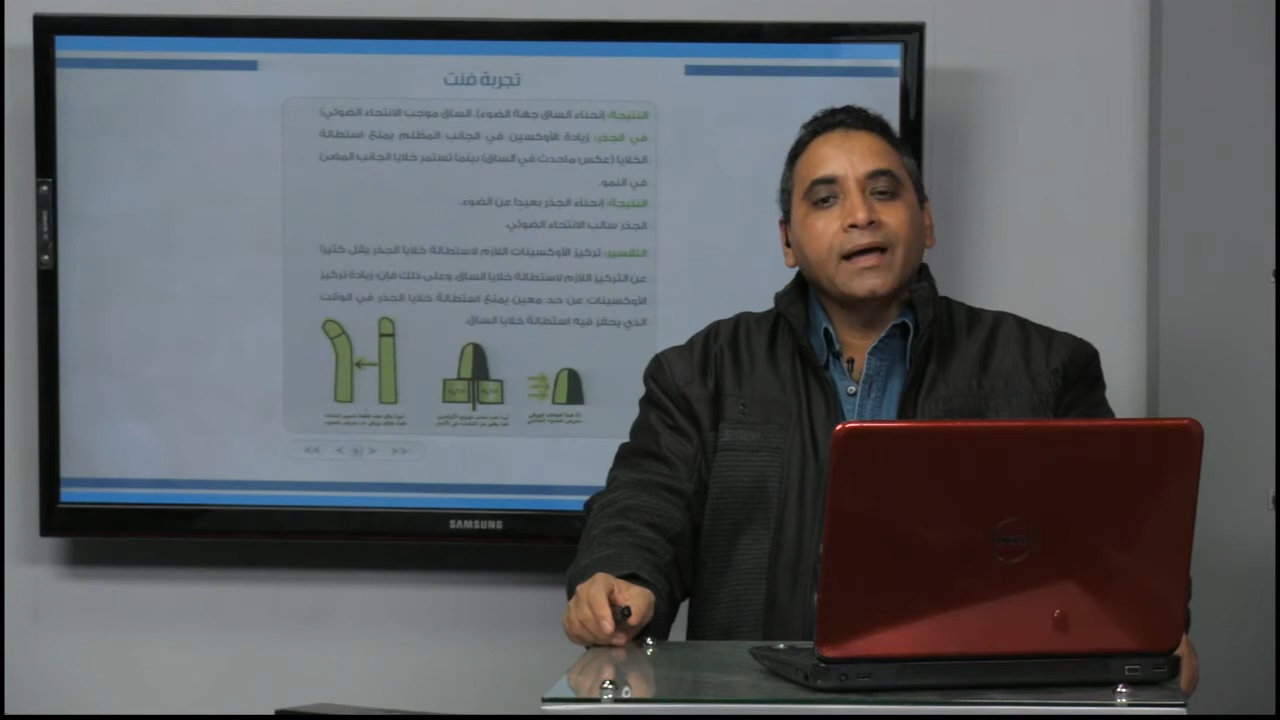 تجربة فنت
النتيجة: إنحناء الساق جهة الضوء). الساق موجب الانتحاء الضوئي)
في الجذر: زيادة الأوكسين في الجانب المظلم يمنع استطالة
الخلايا (عكس ماحدث في الساق) بينما تستمر خلايا الجانب المضئ
في النمو.
النتيجة: إنحناء الجذر بعيدا عن الضوء.
الجذر سالب الانتحاء الضوئي.
التفسير: تركيز الأوكسينات اللازم لاستطالة خلايا الجذر يقل كثيرًا
عن التركيز اللازم لاستطالة خلايا الساق، وعلى ذلك فإن: زيادة تركيز
الأوكسينات عن حد معين يمنع استطالة خلايا الجذر في الوقت
الذي يحفز فيه استطالة خلايا الساق.
SAMSUNG
DELL